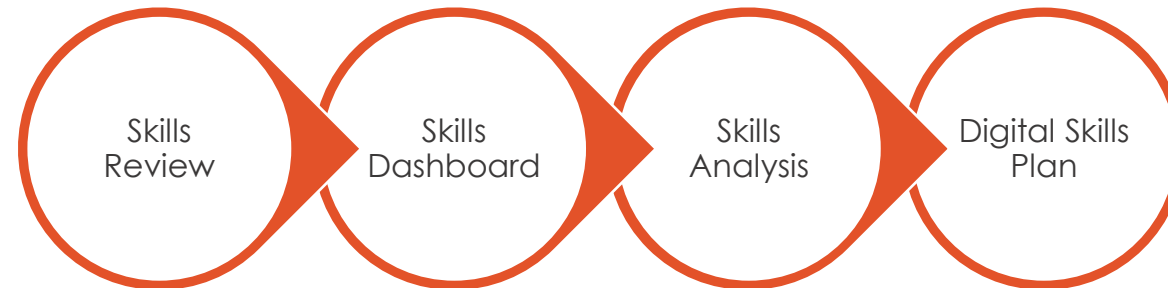 Skills
Review
Skills
Dashboard
Skills
Analysis
Digital Skills
Plan